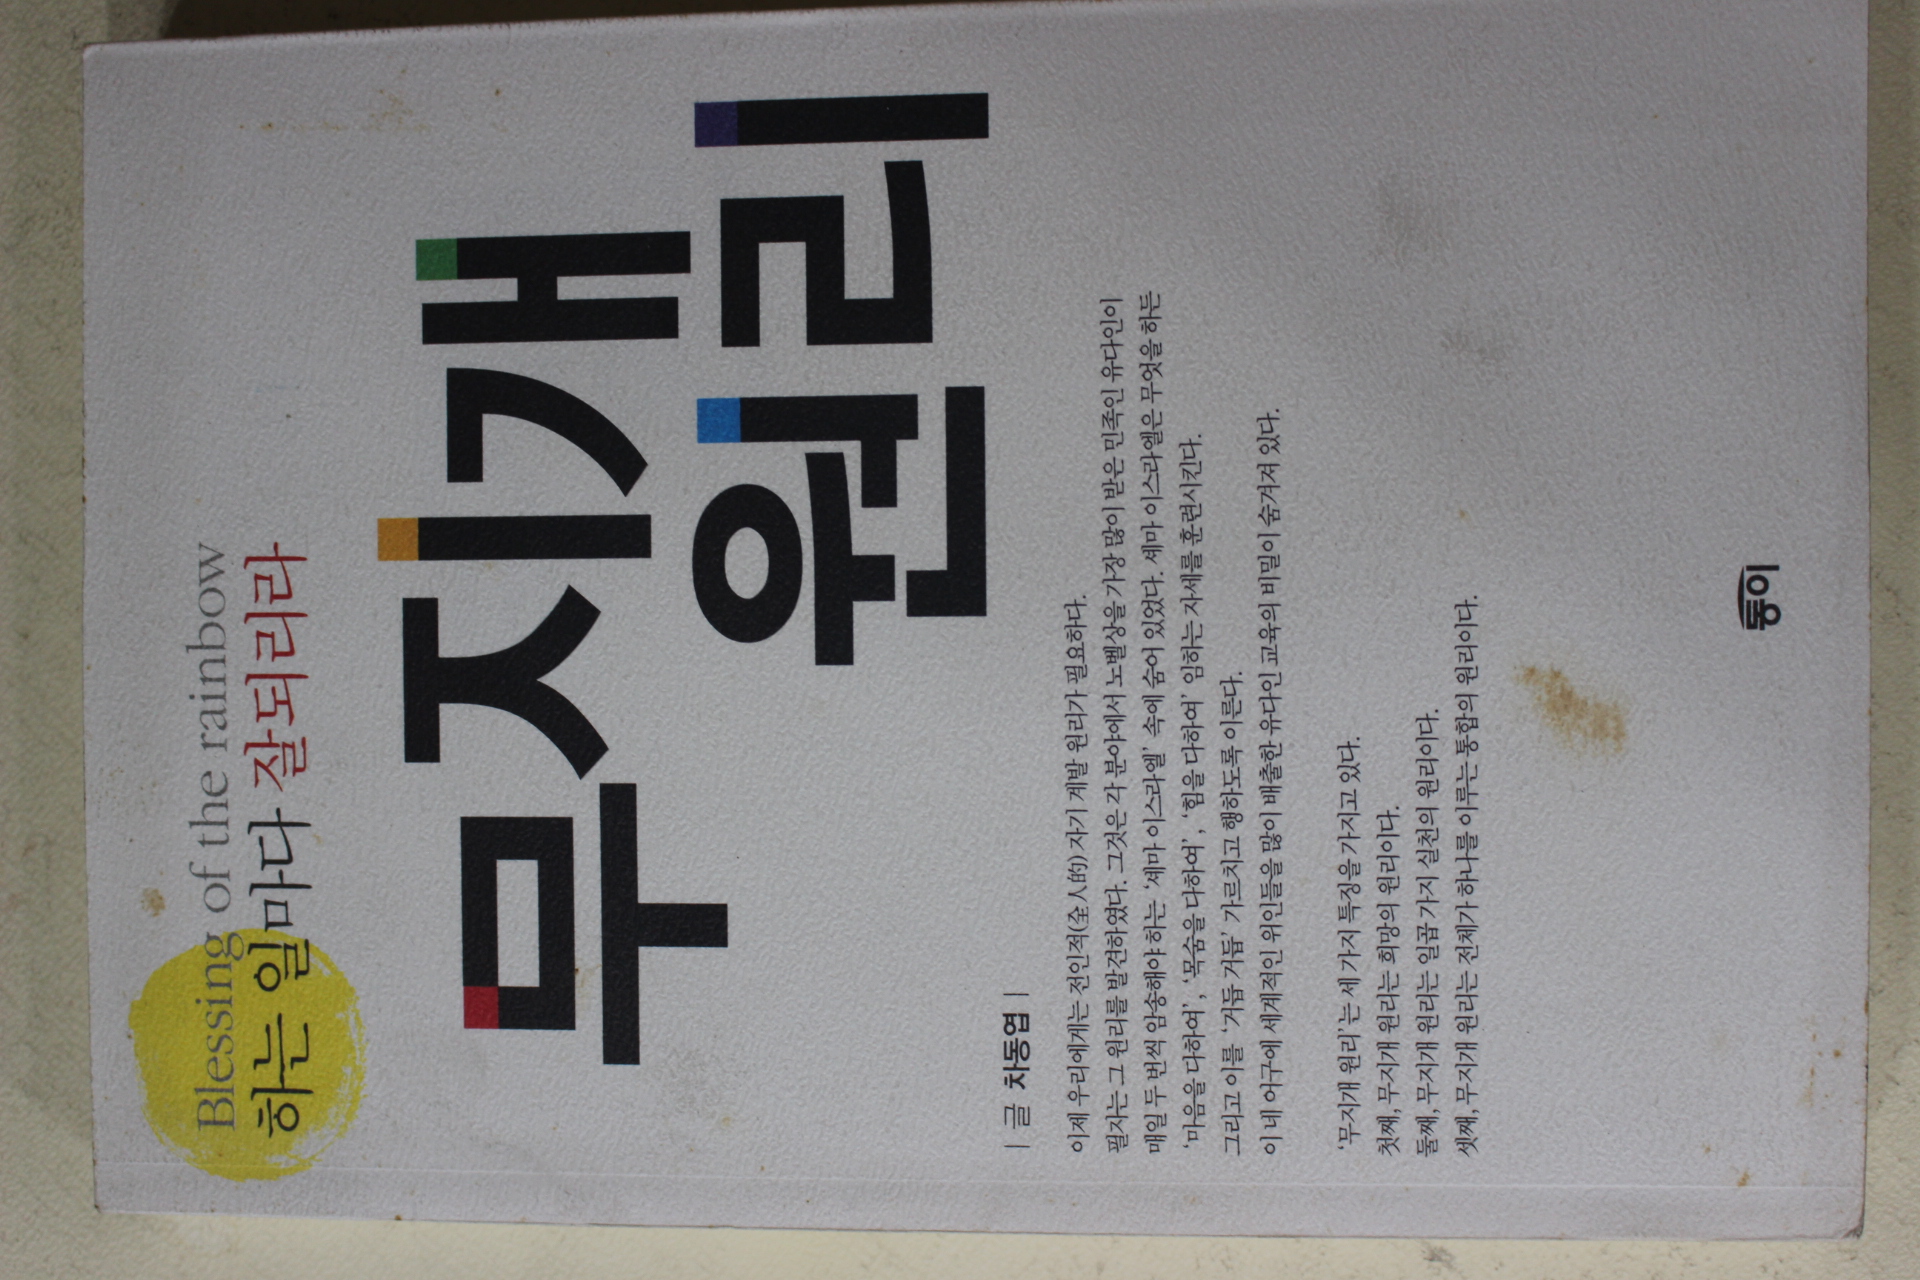 Blessing of the rainbow
하는 일마다 잘되리라
무지개
원리
| 글 차동엽 |
이제 우리에게는 전인적(全人的) 자기 계발 원리가 필요하다.
필자는 그 원리를 발견하였다. 그것은 각 분야에서 노벨상을 가장 많이 받은 민족인 유다인이
매일 두 번씩 암송해야 하는 '셰마 이스라엘' 속에 숨어 있었다. 셰마 이스라엘은 무엇을 하든
'마음을 다하여', '목숨을 다하여', '힘을 다하여' 임하는 자세를 훈련시킨다.
그리고 이를 '거듭 거듭' 가르치고 행하도록 이른다.
이 네 어구에 세계적인 위인들을 많이 배출한 유다인 교육의 비밀이 숨겨져 있다.
'무지개 원리'는 세 가지 특징을 가지고 있다.
첫째, 무지개 원리는 희망의 원리이다.
둘째, 무지개 원리는 일곱 가지 실천의 원리이다.
셋째, 무지개 원리는 전체가 하나를 이루는 통합의 원리이다.
동이